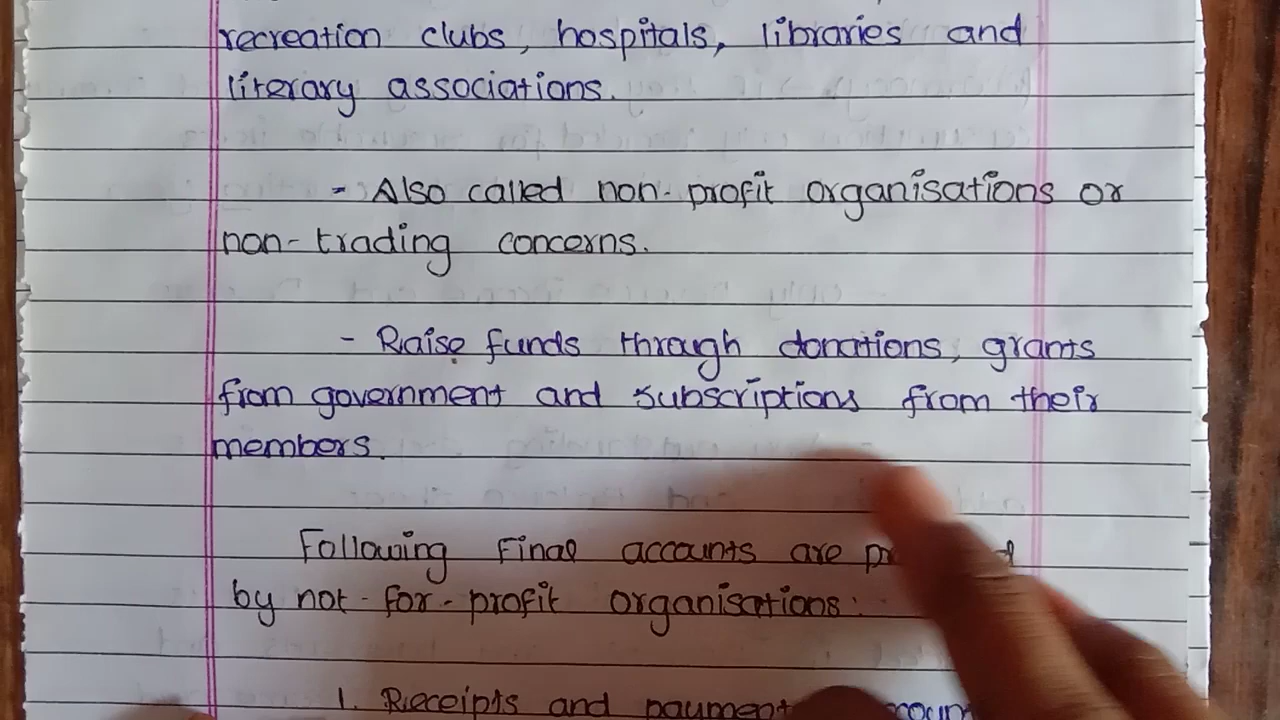 recreation clubs, hospitals, libraries and
literary associations.
- Also called non-profit organisations or
non-trading concerns.
- Raise funds through donations, grants
from government and subscriptions from their
members.
Following Final accounts are
by not-for-profit organisations:
1. Receipts and payment